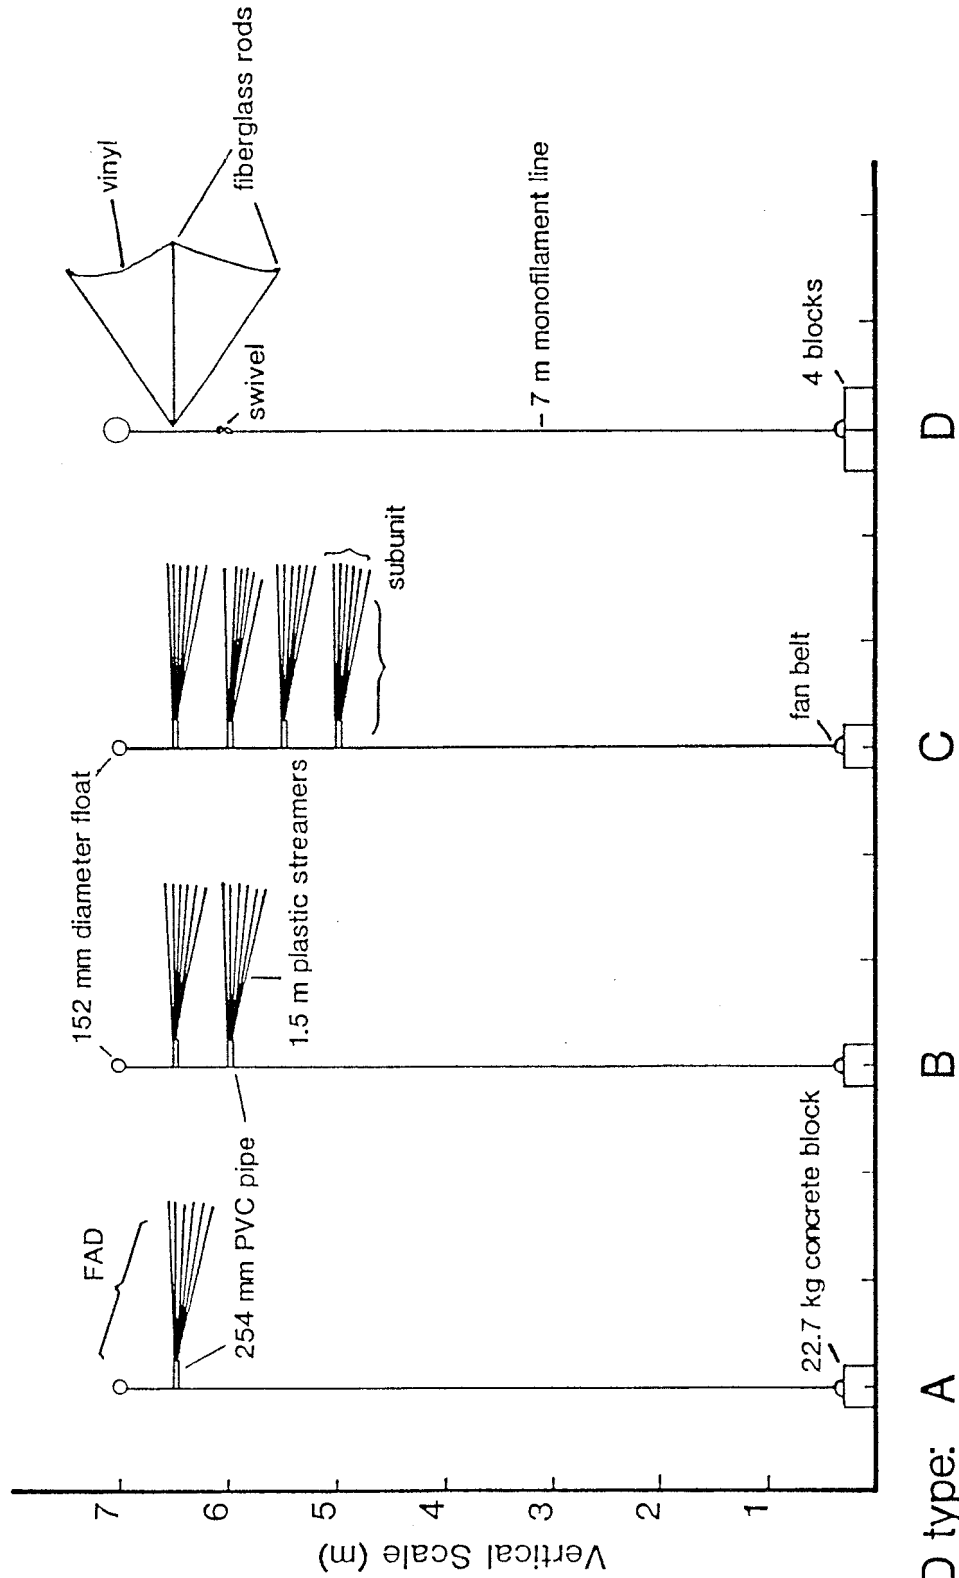 152 mm diameter float
vinyl
fiberglass rods
FAD
swivel
254 mm PVC pipe
1.5 m plastic streamers
subunit
7 m monofilament line
22.7 kg concrete block
fan belt
4 blocks
Vertical Scale (m)
7
6
5
4
3
2
1
D type: A B C D